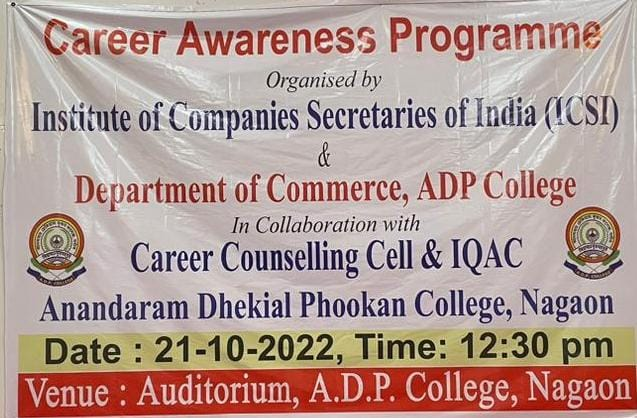 Career Awareness Programme
Organised by
Institute of Companies Secretaries of India (ICSI)
&
Department of Commerce, ADP College
In Collaboration with
Career Counselling Cell & IQAC
Anandaram Dhekial Phookan College, Nagaon
Date : 21-10-2022, Time: 12:30 pm
Venue : Auditorium, A.D.P. College, Nagaon
A.D.P. COLLEGE
A.D.P. COLLEGE